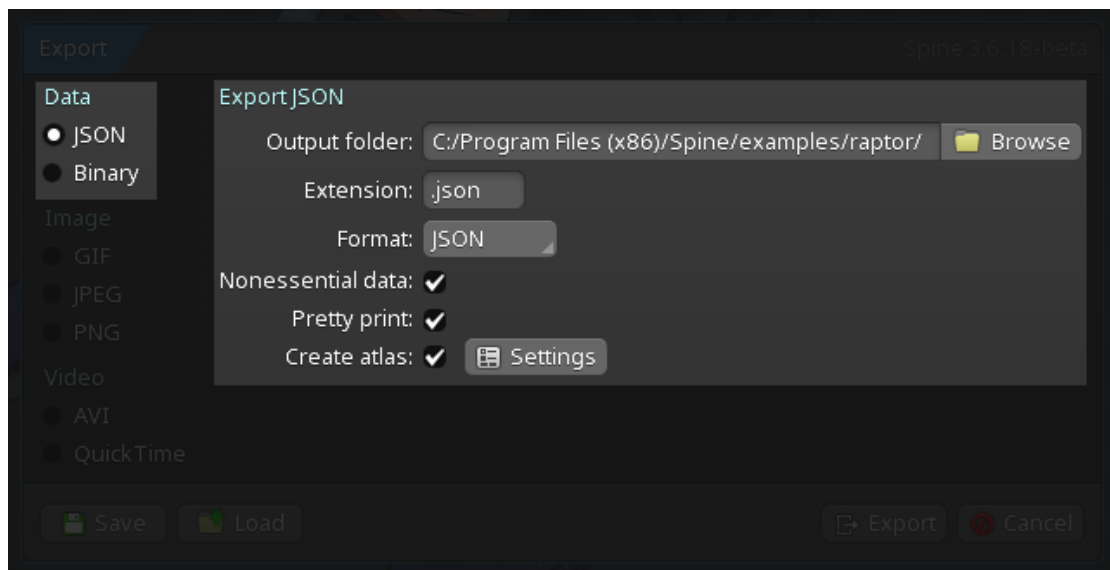 Export
Spine 3.6.18-beta
Data
JSON
Binary
Image
GIF
JPEG
PNG
Video
AVI
QuickTime
Export JSON
Output folder: C:/Program Files (x86)/Spine/examples/raptor/ Browse
Extension: .json
Format: JSON
Nonessential data:
Pretty print:
Create atlas: Settings
Save
Load
Export
Cancel